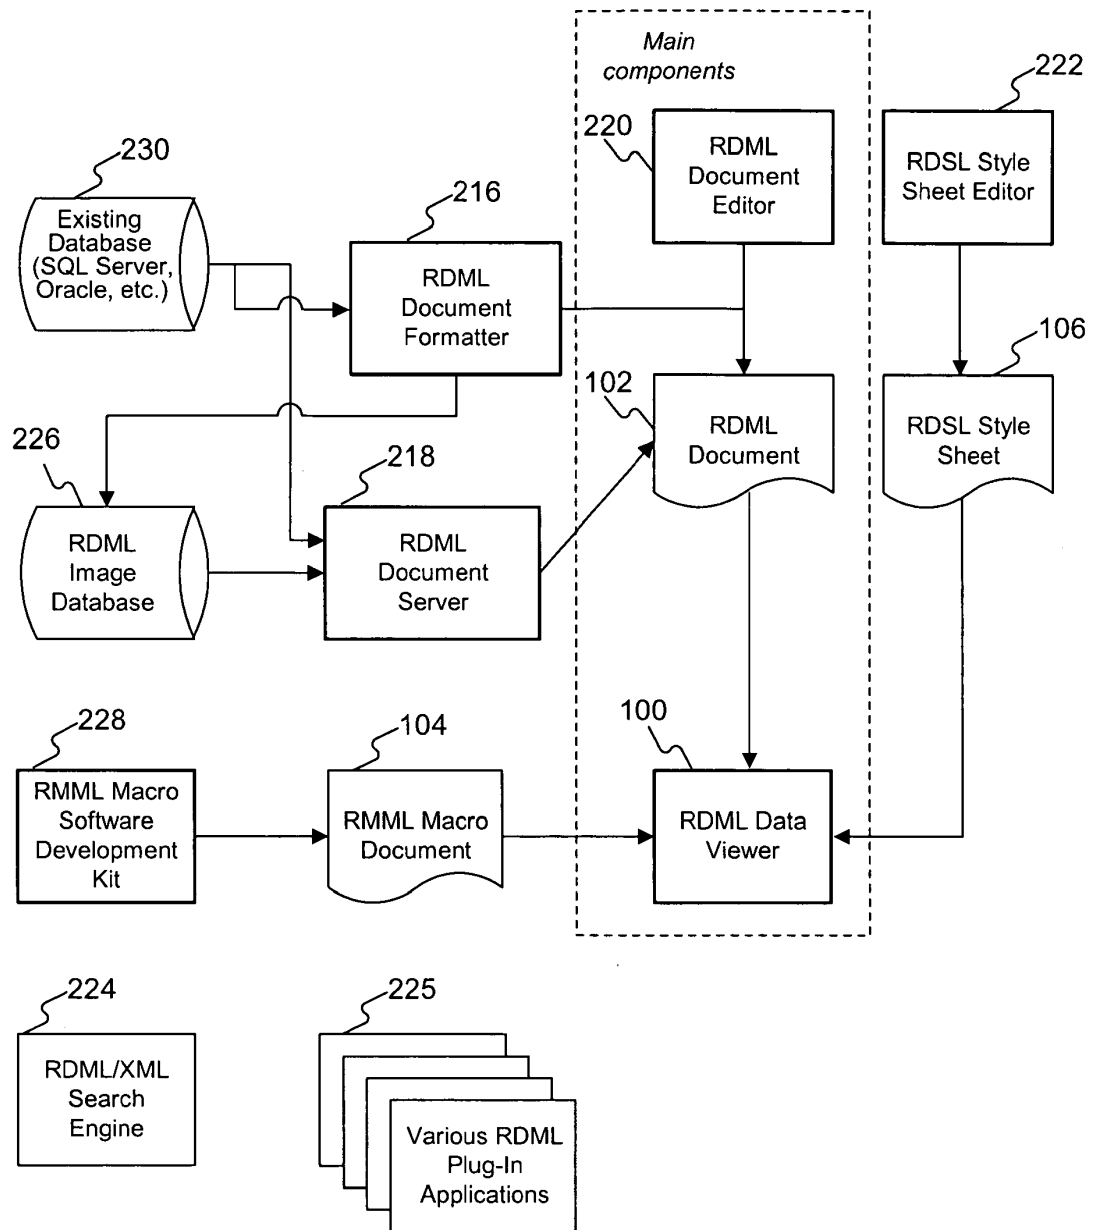 Main
components
222
220
RDML
Document
Editor
RDSL Style
Sheet Editor
230
Existing
Database
(SQL Server,
Oracle, etc.)
216
RDML
Document
Formatter
106
102
RDML
Document
RDSL Style
Sheet
226
RDML
Image
Database
218
RDML
Document
Server
228
RMML Macro
Software
Development
Kit
104
RMML Macro
Document
100
RDML Data
Viewer
224
RDML/XML
Search
Engine
225
Various RDML
Plug-In
Applications